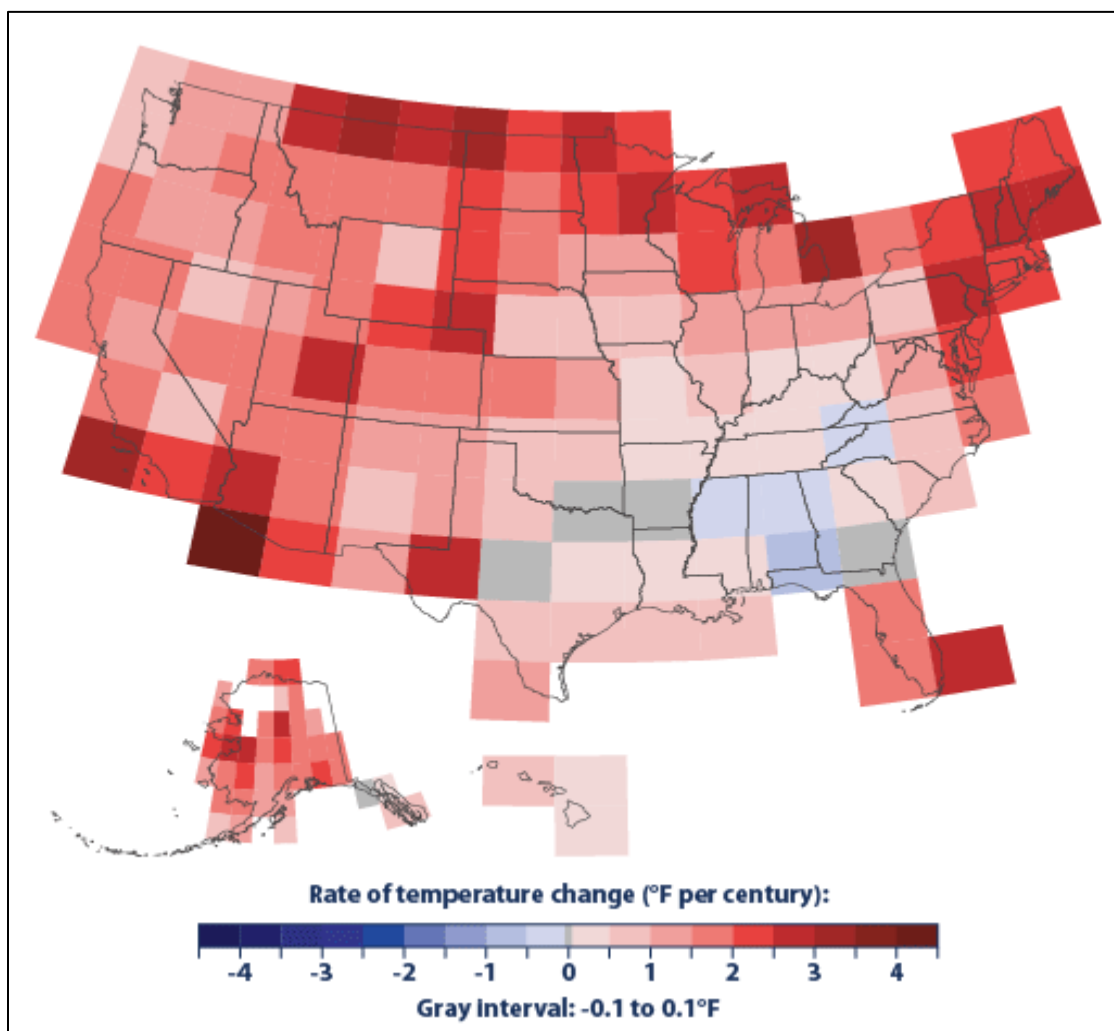 Rate of temperature change (°F per century):
-4 -3 -2 -1 0 1 2 3 4
Gray interval: -0.1 to 0.1°F